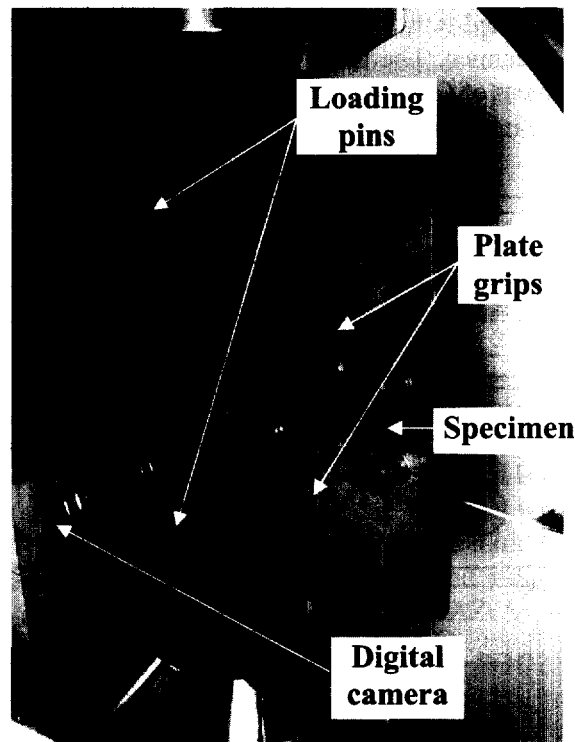 Loading
pins
Plate
grips
Specimen
Digital
camera